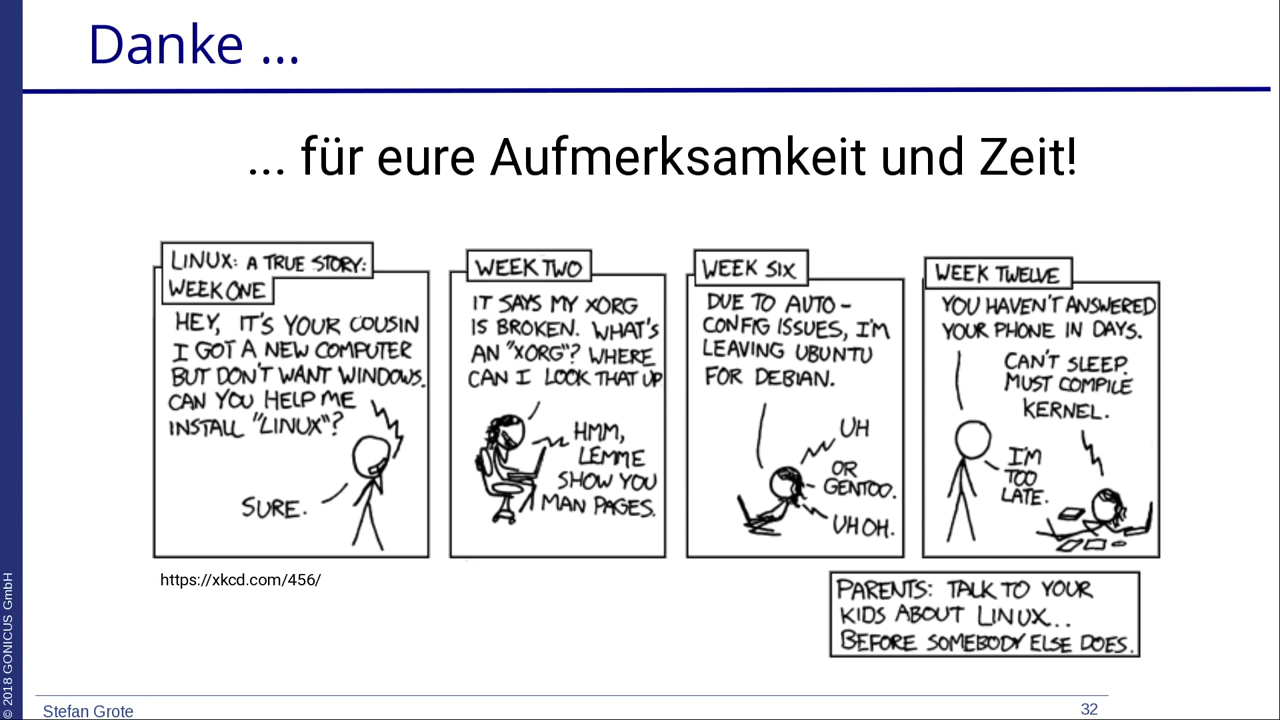 Danke ...
... für eure Aufmerksamkeit und Zeit!
LINUX: A TRUE STORY:
WEEK ONE
HEY, IT'S YOUR COUSIN
I GOT A NEW COMPUTER
BUT DON'T WANT WINDOWS.
CAN YOU HELP ME
INSTALL "LINUX"?
SURE.
WEEK TWO
IT SAYS MY XORG
IS BROKEN. WHAT'S
AN "XORG"? WHERE
CAN I LOOK THAT UP
HMM,
LEMME
SHOW YOU
MAN PAGES.
WEEK SIX
DUE TO AUTO-
CONFIG ISSUES, I'M
LEAVING UBUNTU
FOR DEBIAN.
UH
OR
GENTOO.
UH OH.
WEEK TWELVE
YOU HAVEN'T ANSWERED
YOUR PHONE IN DAYS.
CAN'T SLEEP.
MUST COMPILE
KERNEL.
I'M
TOO
LATE.
https://xkcd.com/456/
PARENTS: TALK TO YOUR
KIDS ABOUT LINUX...
BEFORE SOMEBODY ELSE DOES.
© 2018 GONICUS GmbH
Stefan Grote
32